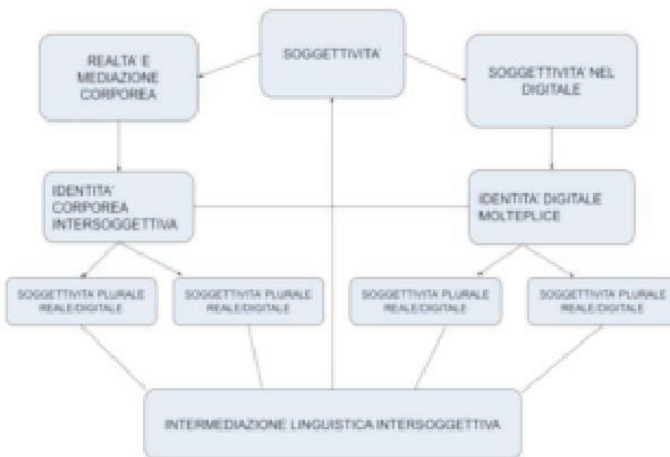 SOGGETTIVITA'
REALTA' E
MEDIAZIONE
CORPOREA
SOGGETTIVITA' NEL
DIGITALE
IDENTITA'
CORPOREA
INTERSOGGETTIVA
IDENTITA' DIGITALE
MOLTEPLICE
SOGGETTIVITA' PLURALE
REALE/DIGITALE
SOGGETTIVITA' PLURALE
REALE/DIGITALE
SOGGETTIVITA' PLURALE
REALE/DIGITALE
SOGGETTIVITA' PLURALE
REALE/DIGITALE
INTERMEDIAZIONE LINGUISTICA INTERSOGGETTIVA